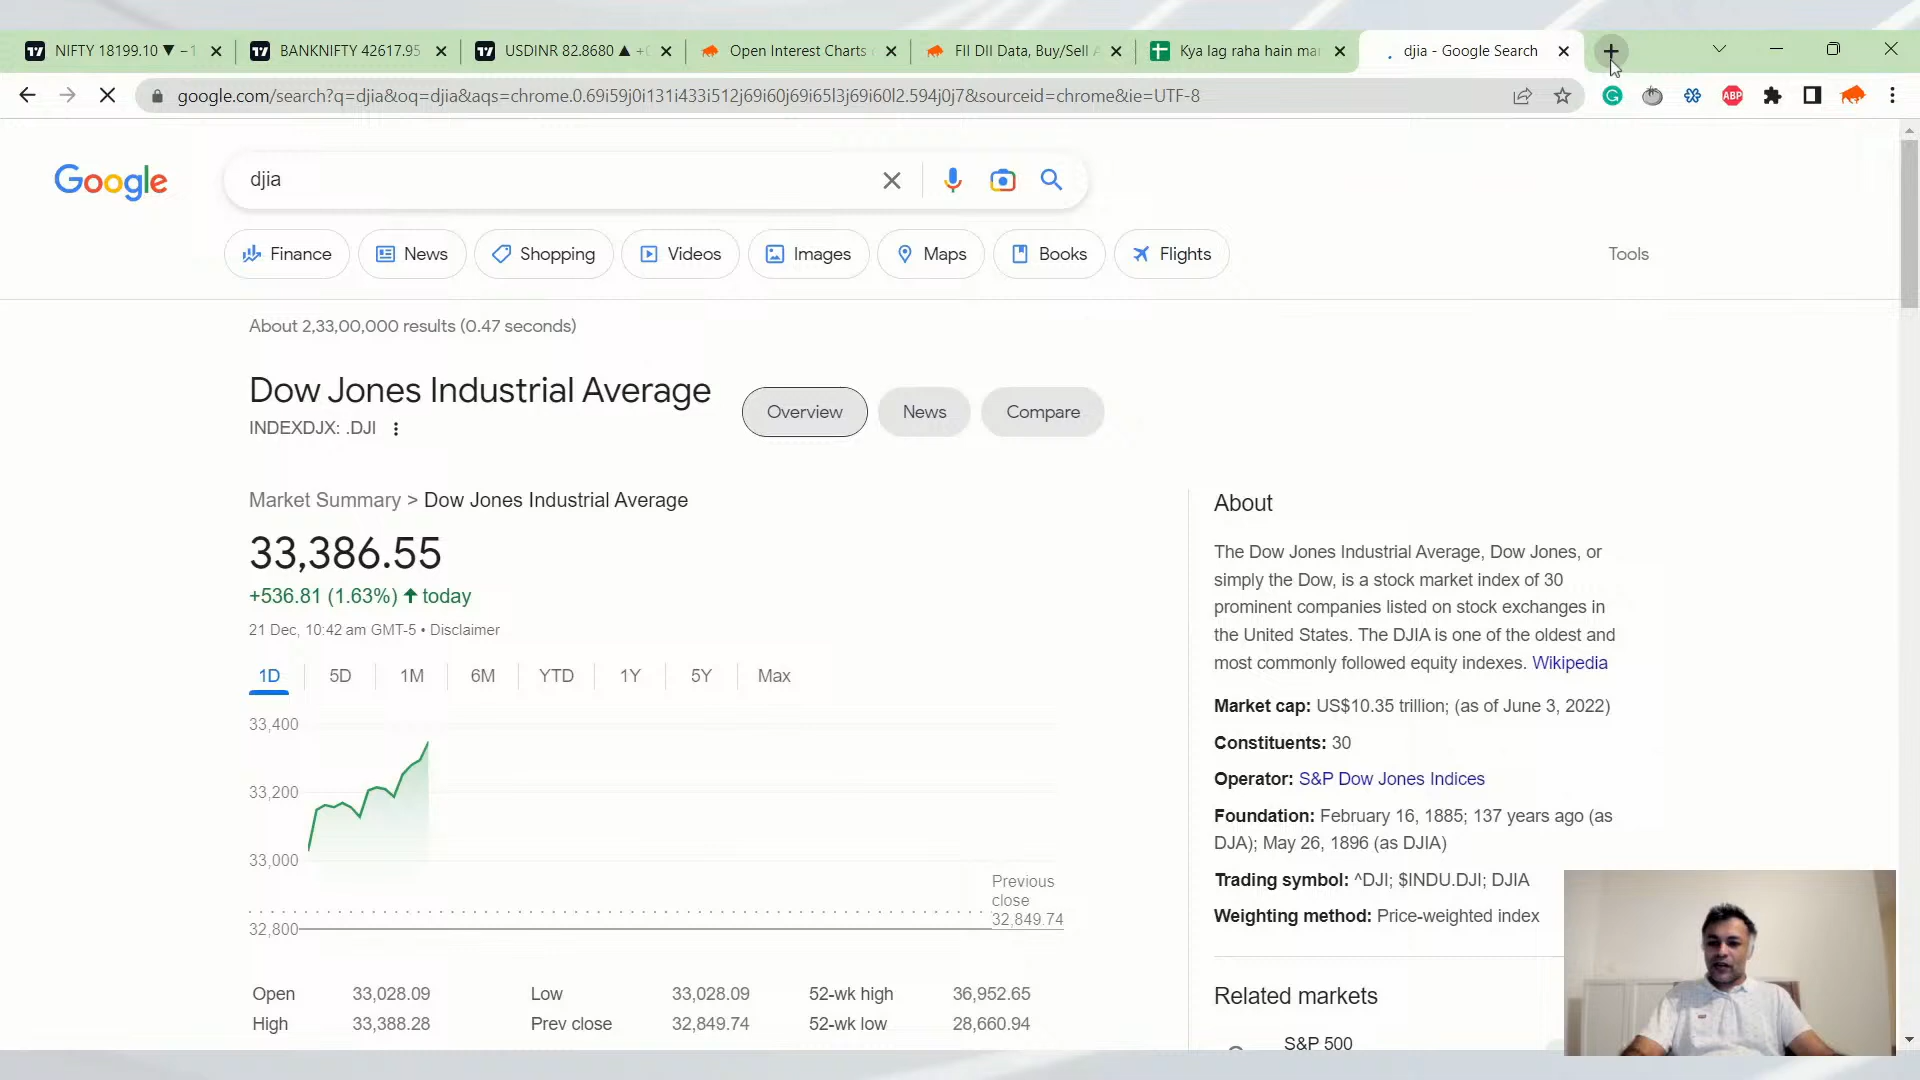 NIFTY 18199.10 ▼ −1
BANKNIFTY 42617.95
USDINR 82.8680 ▲
Open Interest Charts
FII DII Data, Buy/Sell
Kya lag raha hain mar
djia - Google Search
google.com/search?q=djia&oq=djia&aqs=chrome.0.69i59j0i131i433i512j69i60j69i65l3j69i60l2.594j0j7&sourceid=chrome&ie=UTF-8
ABP
Google
djia
Finance
News
Shopping
Videos
Images
Maps
Books
Flights
Tools
About 2,33,00,000 results (0.47 seconds)
Dow Jones Industrial Average
INDEXDJX: .DJI
Overview
News
Compare
Market Summary > Dow Jones Industrial Average
33,386.55
+536.81 (1.63%) ↑ today
21 Dec, 10:42 am GMT-5 • Disclaimer
1D
5D
1M
6M
YTD
1Y
5Y
Max
33,400
33,200
33,000
32,800
Previous
close
32,849.74
Open 33,028.09 Low 33,028.09 52-wk high 36,952.65
High 33,388.28 Prev close 32,849.74 52-wk low 28,660.94
About
The Dow Jones Industrial Average, Dow Jones, or
simply the Dow, is a stock market index of 30
prominent companies listed on stock exchanges in
the United States. The DJIA is one of the oldest and
most commonly followed equity indexes. Wikipedia
Market cap: US$10.35 trillion; (as of June 3, 2022)
Constituents: 30
Operator: S&P Dow Jones Indices
Foundation: February 16, 1885; 137 years ago (as
DJA); May 26, 1896 (as DJIA)
Trading symbol: ^DJI; $INDU.DJI; DJIA
Weighting method: Price-weighted index
Related markets
S&P 500